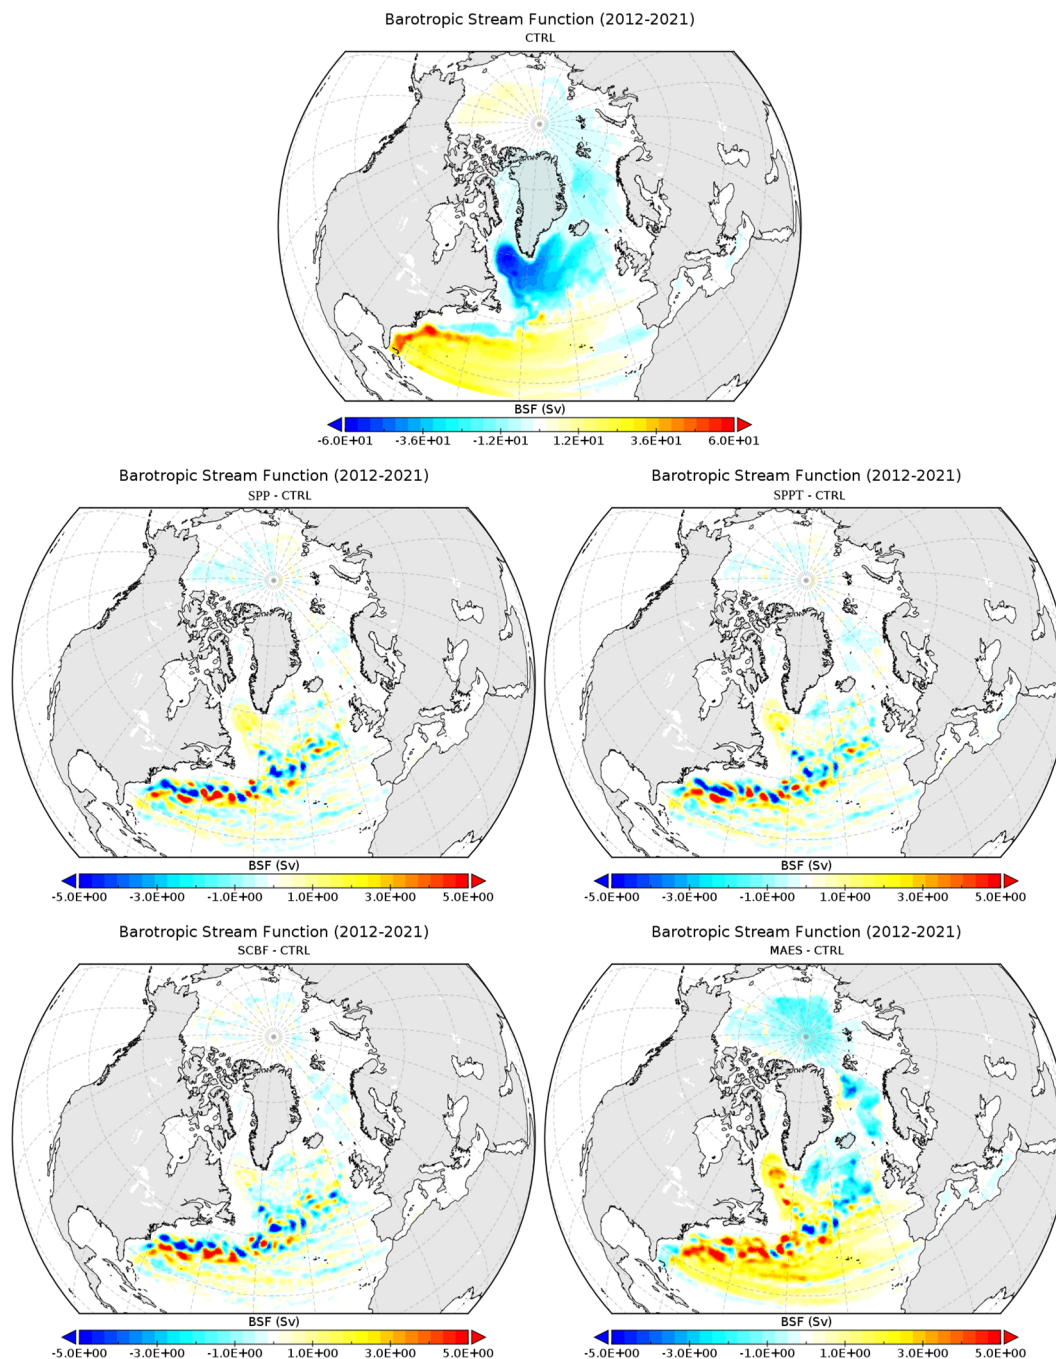 Barotropic Stream Function (2012-2021)
CTRL
BSF (Sv)
-6.0E+01 -3.6E+01 -1.2E+01 1.2E+01 3.6E+01 6.0E+01
Barotropic Stream Function (2012-2021)
SPP - CTRL
BSF (Sv)
-5.0E+00 -3.0E+00 -1.0E+00 1.0E+00 3.0E+00 5.0E+00
Barotropic Stream Function (2012-2021)
SPPT - CTRL
BSF (Sv)
-5.0E+00 -3.0E+00 -1.0E+00 1.0E+00 3.0E+00 5.0E+00
Barotropic Stream Function (2012-2021)
SCBF - CTRL
BSF (Sv)
-5.0E+00 -3.0E+00 -1.0E+00 1.0E+00 3.0E+00 5.0E+00
Barotropic Stream Function (2012-2021)
MAES - CTRL
BSF (Sv)
-5.0E+00 -3.0E+00 -1.0E+00 1.0E+00 3.0E+00 5.0E+00